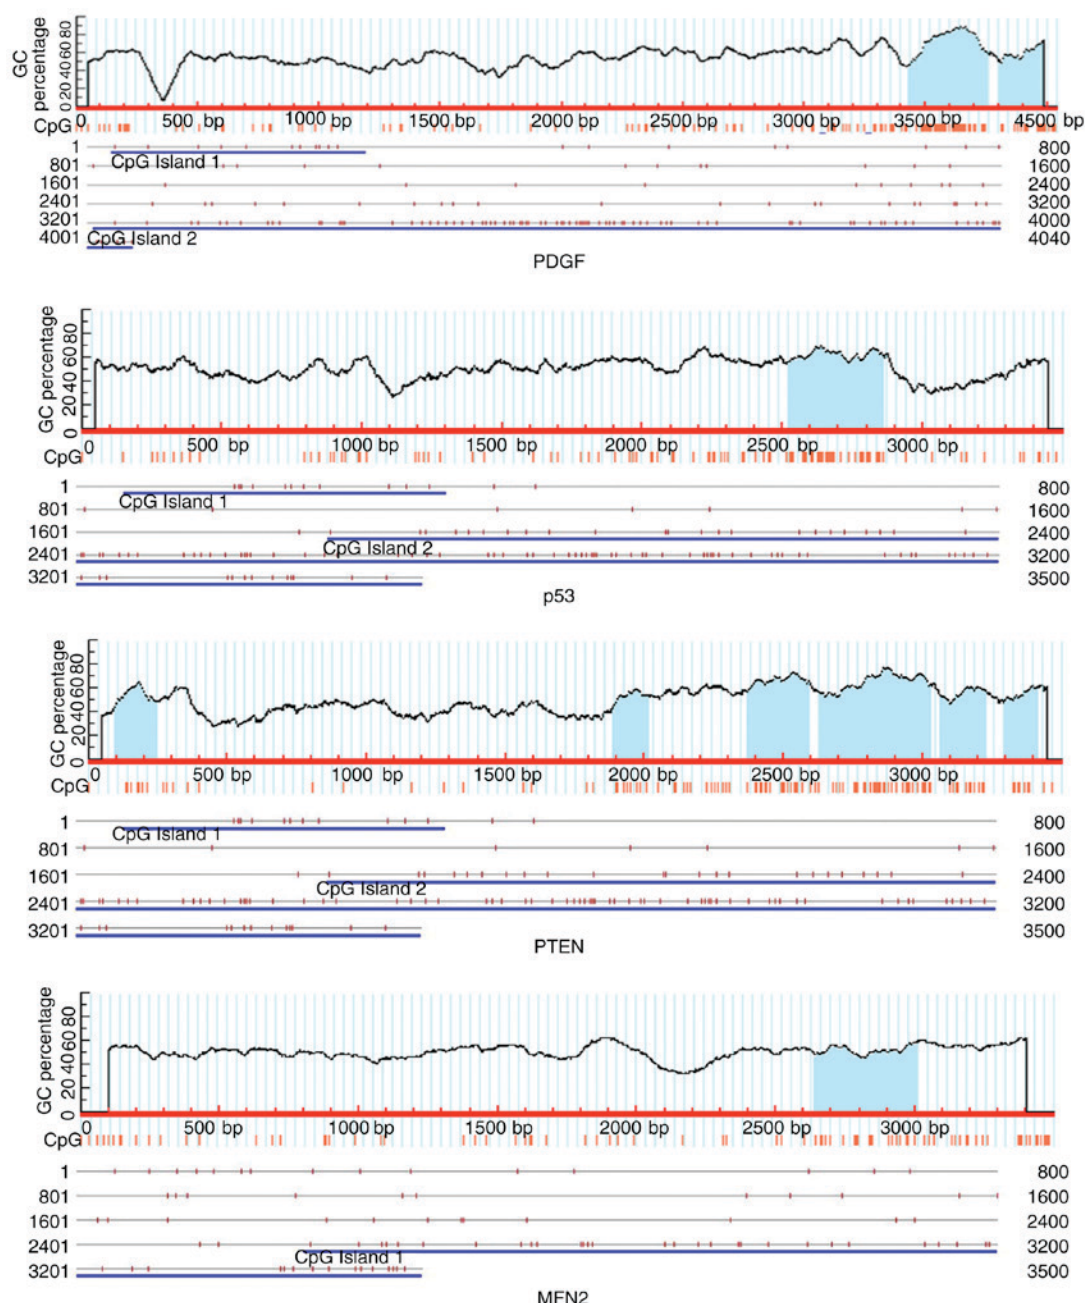 GC percentage
0 20 40 60 80
0 500 bp 1000 bp 1500 bp 2000 bp 2500 bp 3000 bp 3500 bp 4500 bp
CpG
1 800
CpG Island 1
801 1600
1601 2400
2401 3200
3201 4000
4001 4040
CpG Island 2
PDGF
GC percentage
0 20 40 60 80
0 500 bp 1000 bp 1500 bp 2000 bp 2500 bp 3000 bp
CpG
1 800
CpG Island 1
801 1600
1601 2400
CpG Island 2
2401 3200
3201 3500
p53
GC percentage
0 20 40 60 80
0 500 bp 1000 bp 1500 bp 2000 bp 2500 bp 3000 bp
CpG
1 800
CpG Island 1
801 1600
1601 2400
CpG Island 2
2401 3200
3201 3500
PTEN
GC percentage
0 20 40 60 80
0 500 bp 1000 bp 1500 bp 2000 bp 2500 bp 3000 bp
CpG
1 800
801 1600
1601 2400
2401 3200
CpG Island 1
3201 3500
MFN2